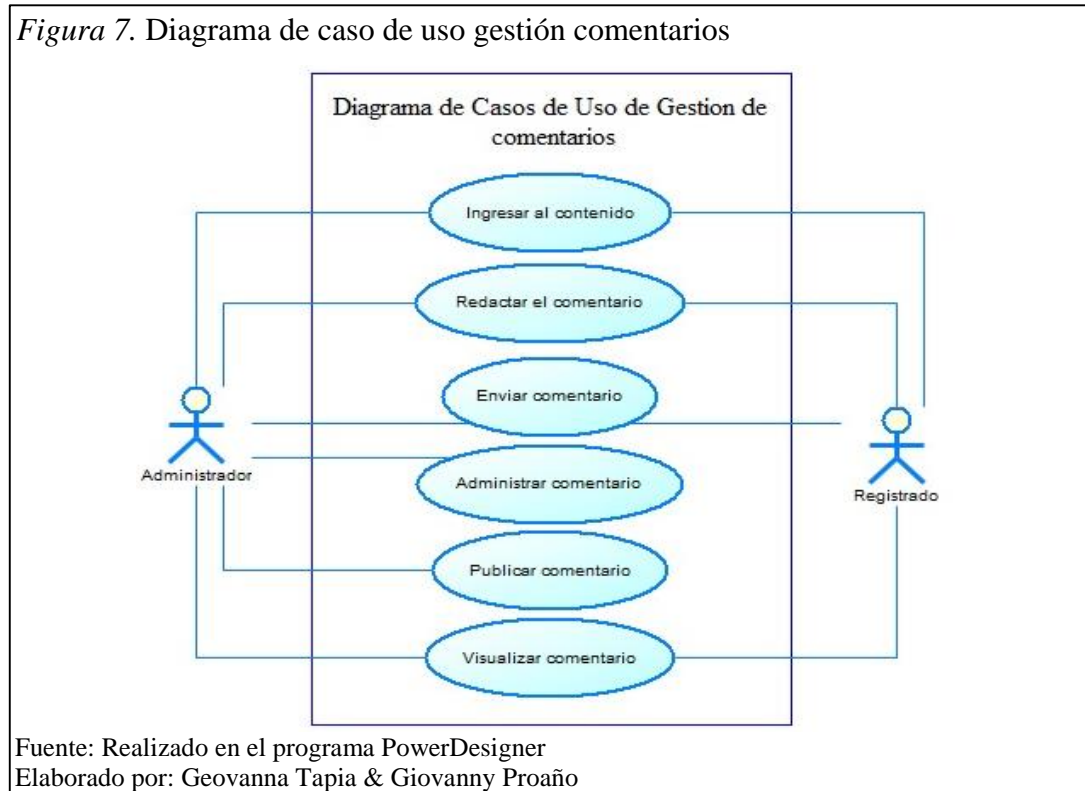 Figura 7. Diagrama de caso de uso gestión comentarios
Diagrama de Casos de Uso de Gestion de
comentarios
Ingresar al contenido
Redactar el comentario
Enviar comentario
Administrar comentario
Administrador
Registrado
Publicar comentario
Visualizar comentario
Fuente: Realizado en el programa PowerDesigner
Elaborado por: Geovanna Tapia & Giovanny Proaño